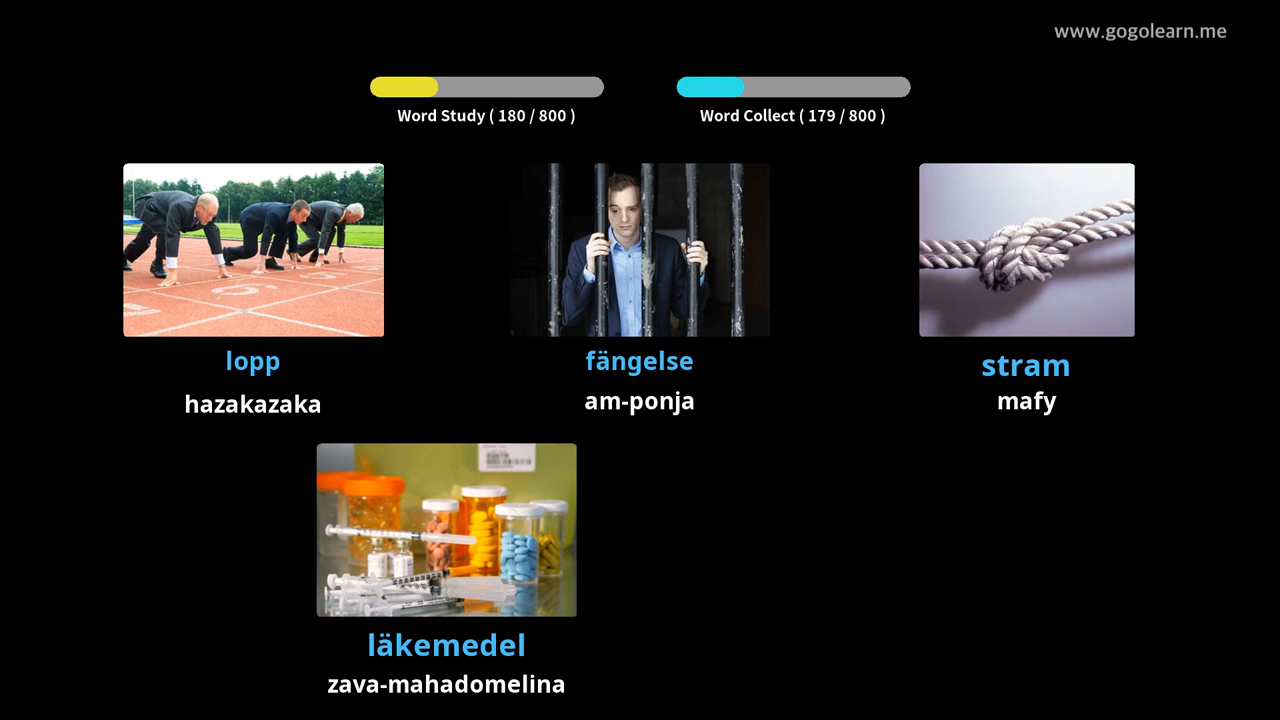 www.gogolearn.me
Word Study ( 180 / 800 )
Word Collect ( 179 / 800 )
lopp
fängelse
stram
hazakazaka
am-ponja
mafy
läkemedel
zava-mahadomelina